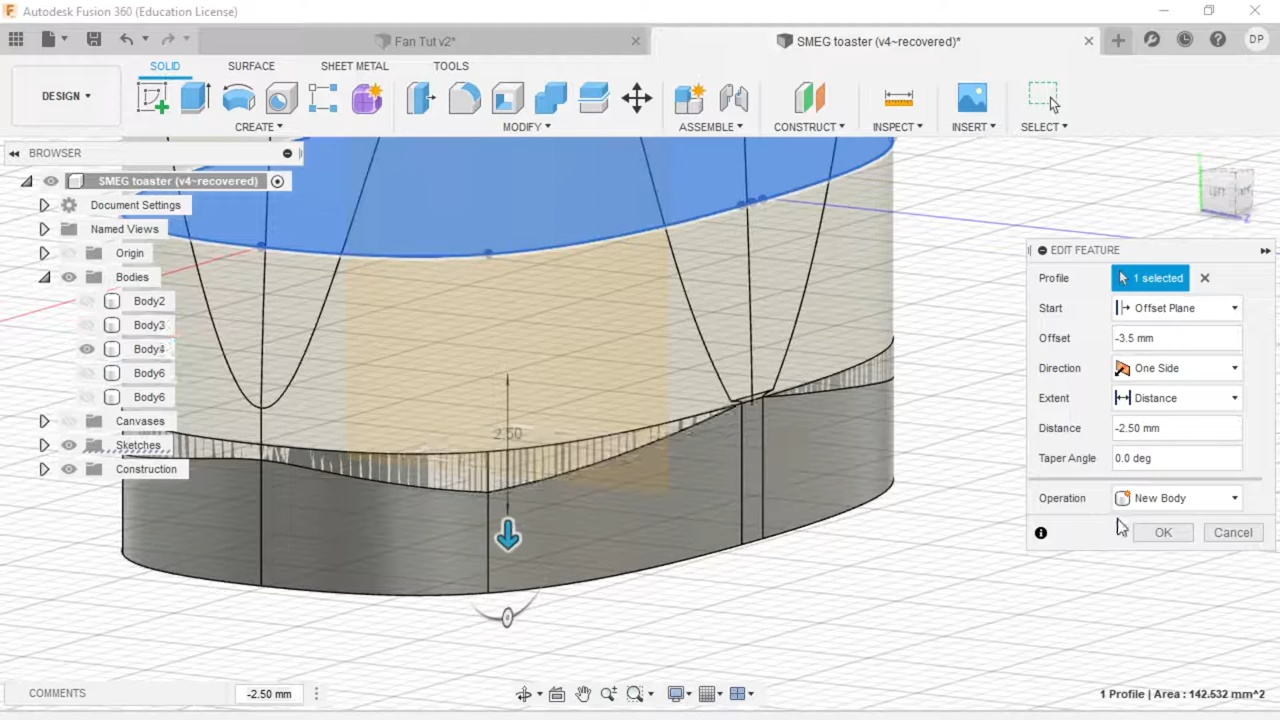 Autodesk Fusion 360 (Education License)
Fan Tut v2*
SMEG toaster (v4~recovered)*
DP
SOLID
SURFACE
SHEET METAL
TOOLS
DESIGN
CREATE
MODIFY
ASSEMBLE
CONSTRUCT
INSPECT
INSERT
SELECT
BROWSER
SMEG toaster (v4~recovered)
Document Settings
Named Views
Origin
Bodies
Body2
Body3
Body4
Body6
Body6
Canvases
Sketches
Construction
2.50
LEFT
Z
EDIT FEATURE
Profile 1 selected
Start Offset Plane
Offset -3.5 mm
Direction One Side
Extent Distance
Distance -2.50 mm
Taper Angle 0.0 deg
Operation New Body
OK Cancel
COMMENTS
-2.50 mm
1 Profile | Area : 142.532 mm^2